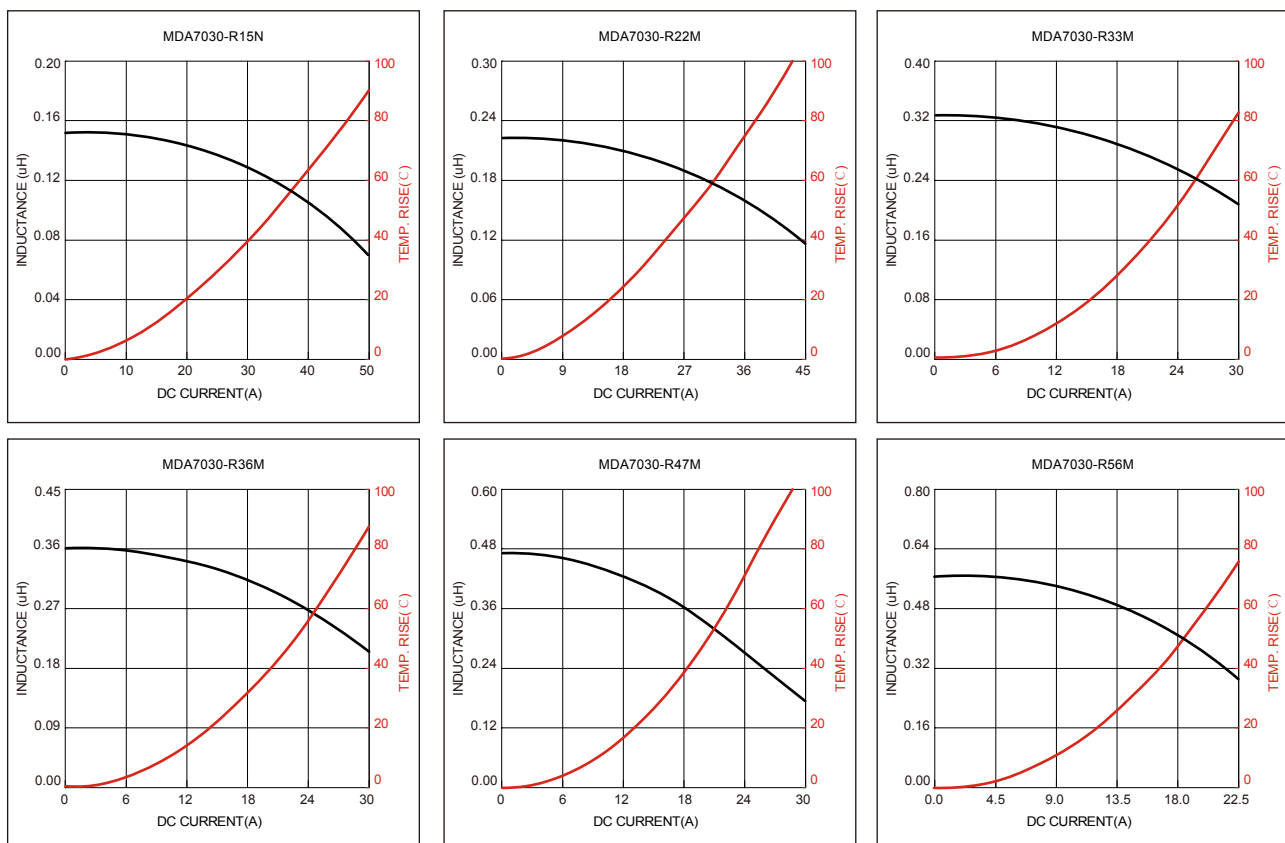 MDA7030-R15N
INDUCTANCE (uH)
0.20
0.16
0.12
0.08
0.04
0.00
100
80
60
40
20
0
TEMP. RISE(℃)
0 10 20 30 40 50
DC CURRENT(A)
MDA7030-R22M
INDUCTANCE (uH)
0.30
0.24
0.18
0.12
0.06
0.00
100
80
60
40
20
0
TEMP. RISE(℃)
0 9 18 27 36 45
DC CURRENT(A)
MDA7030-R33M
INDUCTANCE (uH)
0.40
0.32
0.24
0.16
0.08
0.00
100
80
60
40
20
0
TEMP. RISE(℃)
0 6 12 18 24 30
DC CURRENT(A)
MDA7030-R36M
INDUCTANCE (uH)
0.45
0.36
0.27
0.18
0.09
0.00
100
80
60
40
20
0
TEMP. RISE(℃)
0 6 12 18 24 30
DC CURRENT(A)
MDA7030-R47M
INDUCTANCE (uH)
0.60
0.48
0.36
0.24
0.12
0.00
100
80
60
40
20
0
TEMP. RISE(℃)
0 6 12 18 24 30
DC CURRENT(A)
MDA7030-R56M
INDUCTANCE (uH)
0.80
0.64
0.48
0.32
0.16
0.00
100
80
60
40
20
0
TEMP. RISE(℃)
0.0 4.5 9.0 13.5 18.0 22.5
DC CURRENT(A)